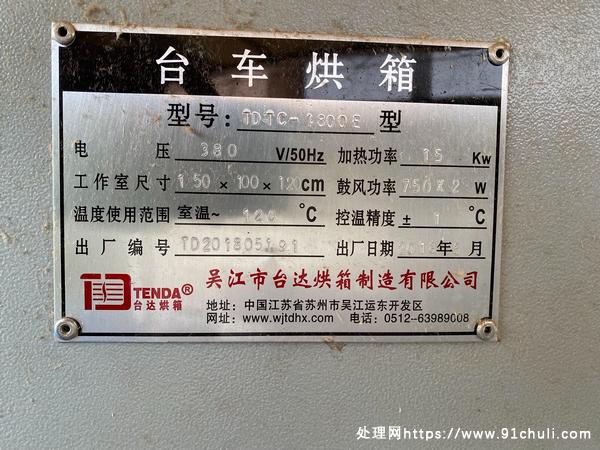 台车烘箱
型号: TDTC-1800E 型
电 压 380 V/50Hz 加热功率 15 Kw
工作室尺寸 150 × 100 × 120 cm 鼓风功率 750×2 W
温度使用范围 室温~ 120 ℃ 控温精度 ± 1 ℃
出厂编号 出厂日期 年 月
TENDA®
台达烘箱
吴江市台达烘箱制造有限公司
地址: 中国江苏省苏州市吴江运东开发区
网址: www.wjtdhx.com 电话: 0512-63989008
处理网https://www.91chuli.com/